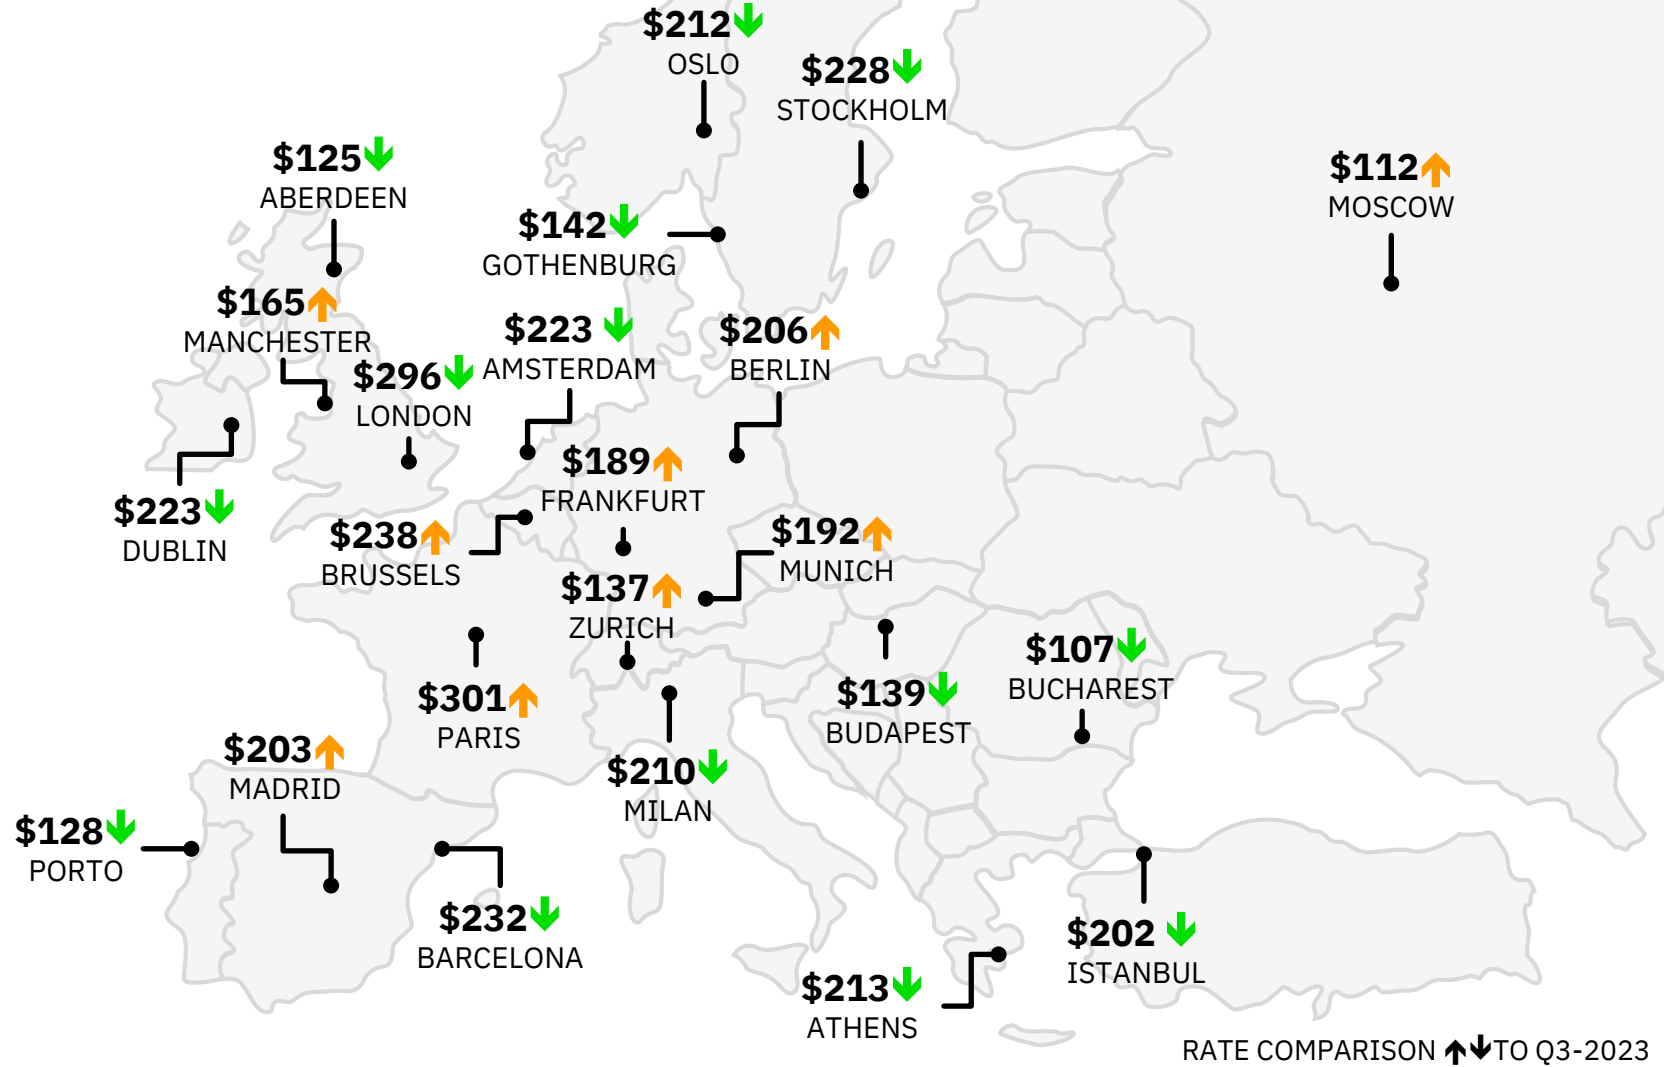 $212
OSLO
$228
STOCKHOLM
$125
ABERDEEN
$112
MOSCOW
$142
GOTHENBURG
$165
MANCHESTER
$223
AMSTERDAM
$206
BERLIN
$296
LONDON
$189
FRANKFURT
$223
DUBLIN
$238
BRUSSELS
$192
MUNICH
$137
ZURICH
$107
BUCHAREST
$301
PARIS
$139
BUDAPEST
$203
MADRID
$210
MILAN
$128
PORTO
$232
BARCELONA
$202
ISTANBUL
$213
ATHENS
RATE COMPARISON ↑↓TO Q3-2023